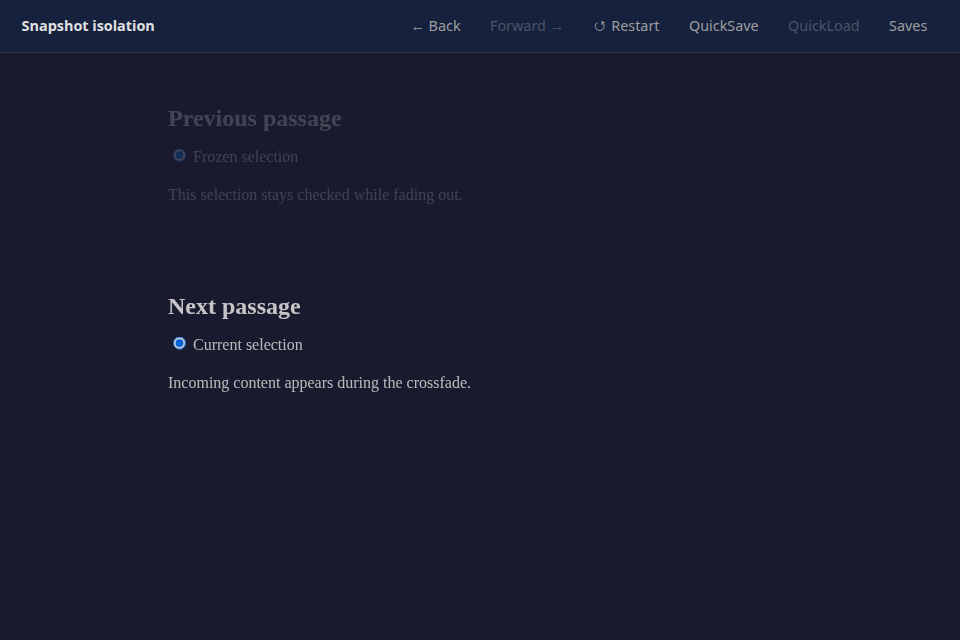 Snapshot isolation ← Back Forward → ↺ Restart QuickSave QuickLoad Saves
Previous passage
Frozen selection
This selection stays checked while fading out.
Next passage
Current selection
Incoming content appears during the crossfade.